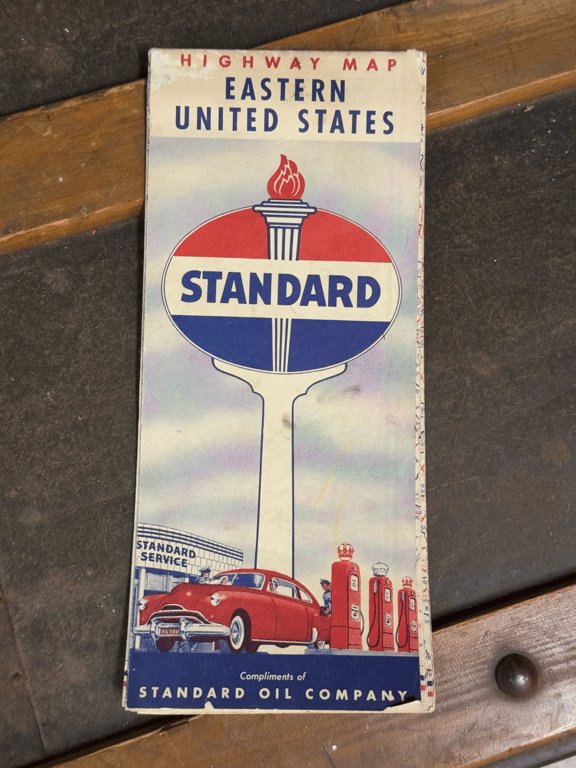 HIGHWAY MAP
EASTERN
UNITED STATES
STANDARD
STANDARD
SERVICE
Compliments of
STANDARD OIL COMPANY